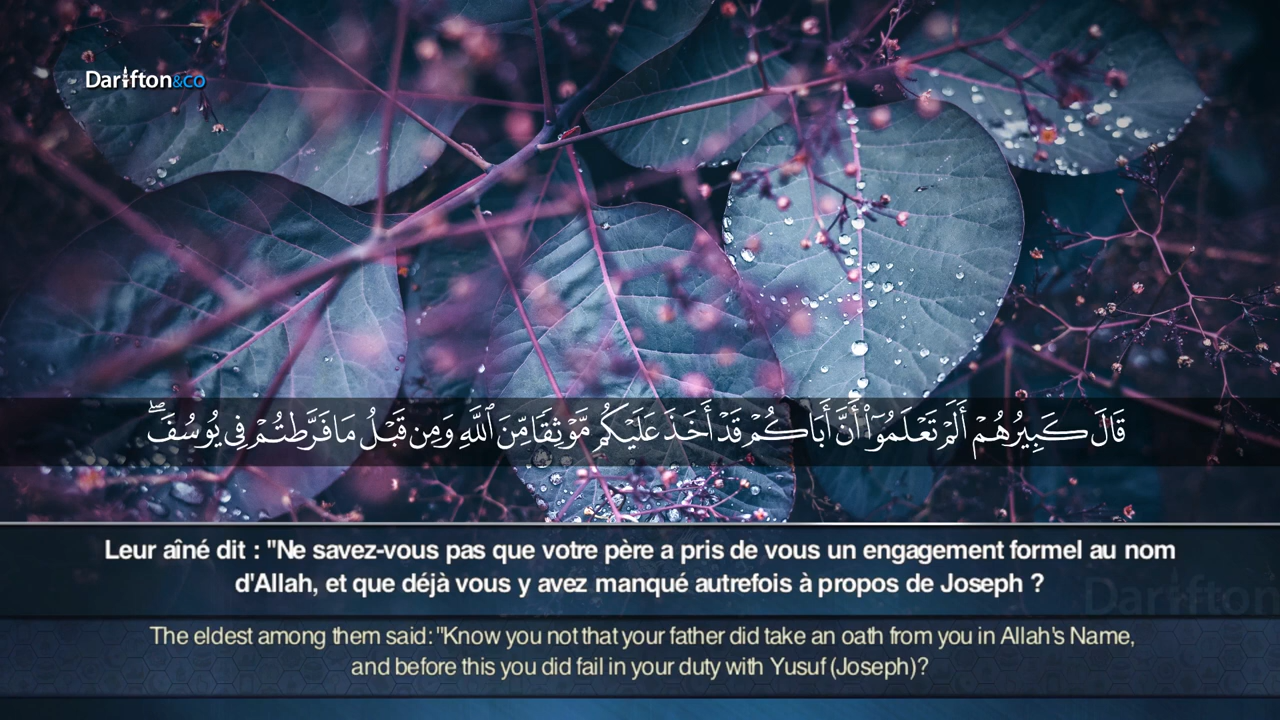 Darifton&co
قَالَ كَبِيرُهُمْ أَلَمْ تَعْلَمُوٓا۟ أَنَّ أَبَاكُمْ قَدْ أَخَذَ عَلَيْكُم مَّوْثِقًا مِّنَ ٱللَّهِ وَمِن قَبْلُ مَا فَرَّطتُمْ فِى يُوسُفَ ۖ
Leur aîné dit : "Ne savez-vous pas que votre père a pris de vous un engagement formel au nom
d'Allah, et que déjà vous y avez manqué autrefois à propos de Joseph ?
Darifton
The eldest among them said: "Know you not that your father did take an oath from you in Allah's Name,
and before this you did fail in your duty with Yusuf (Joseph)?